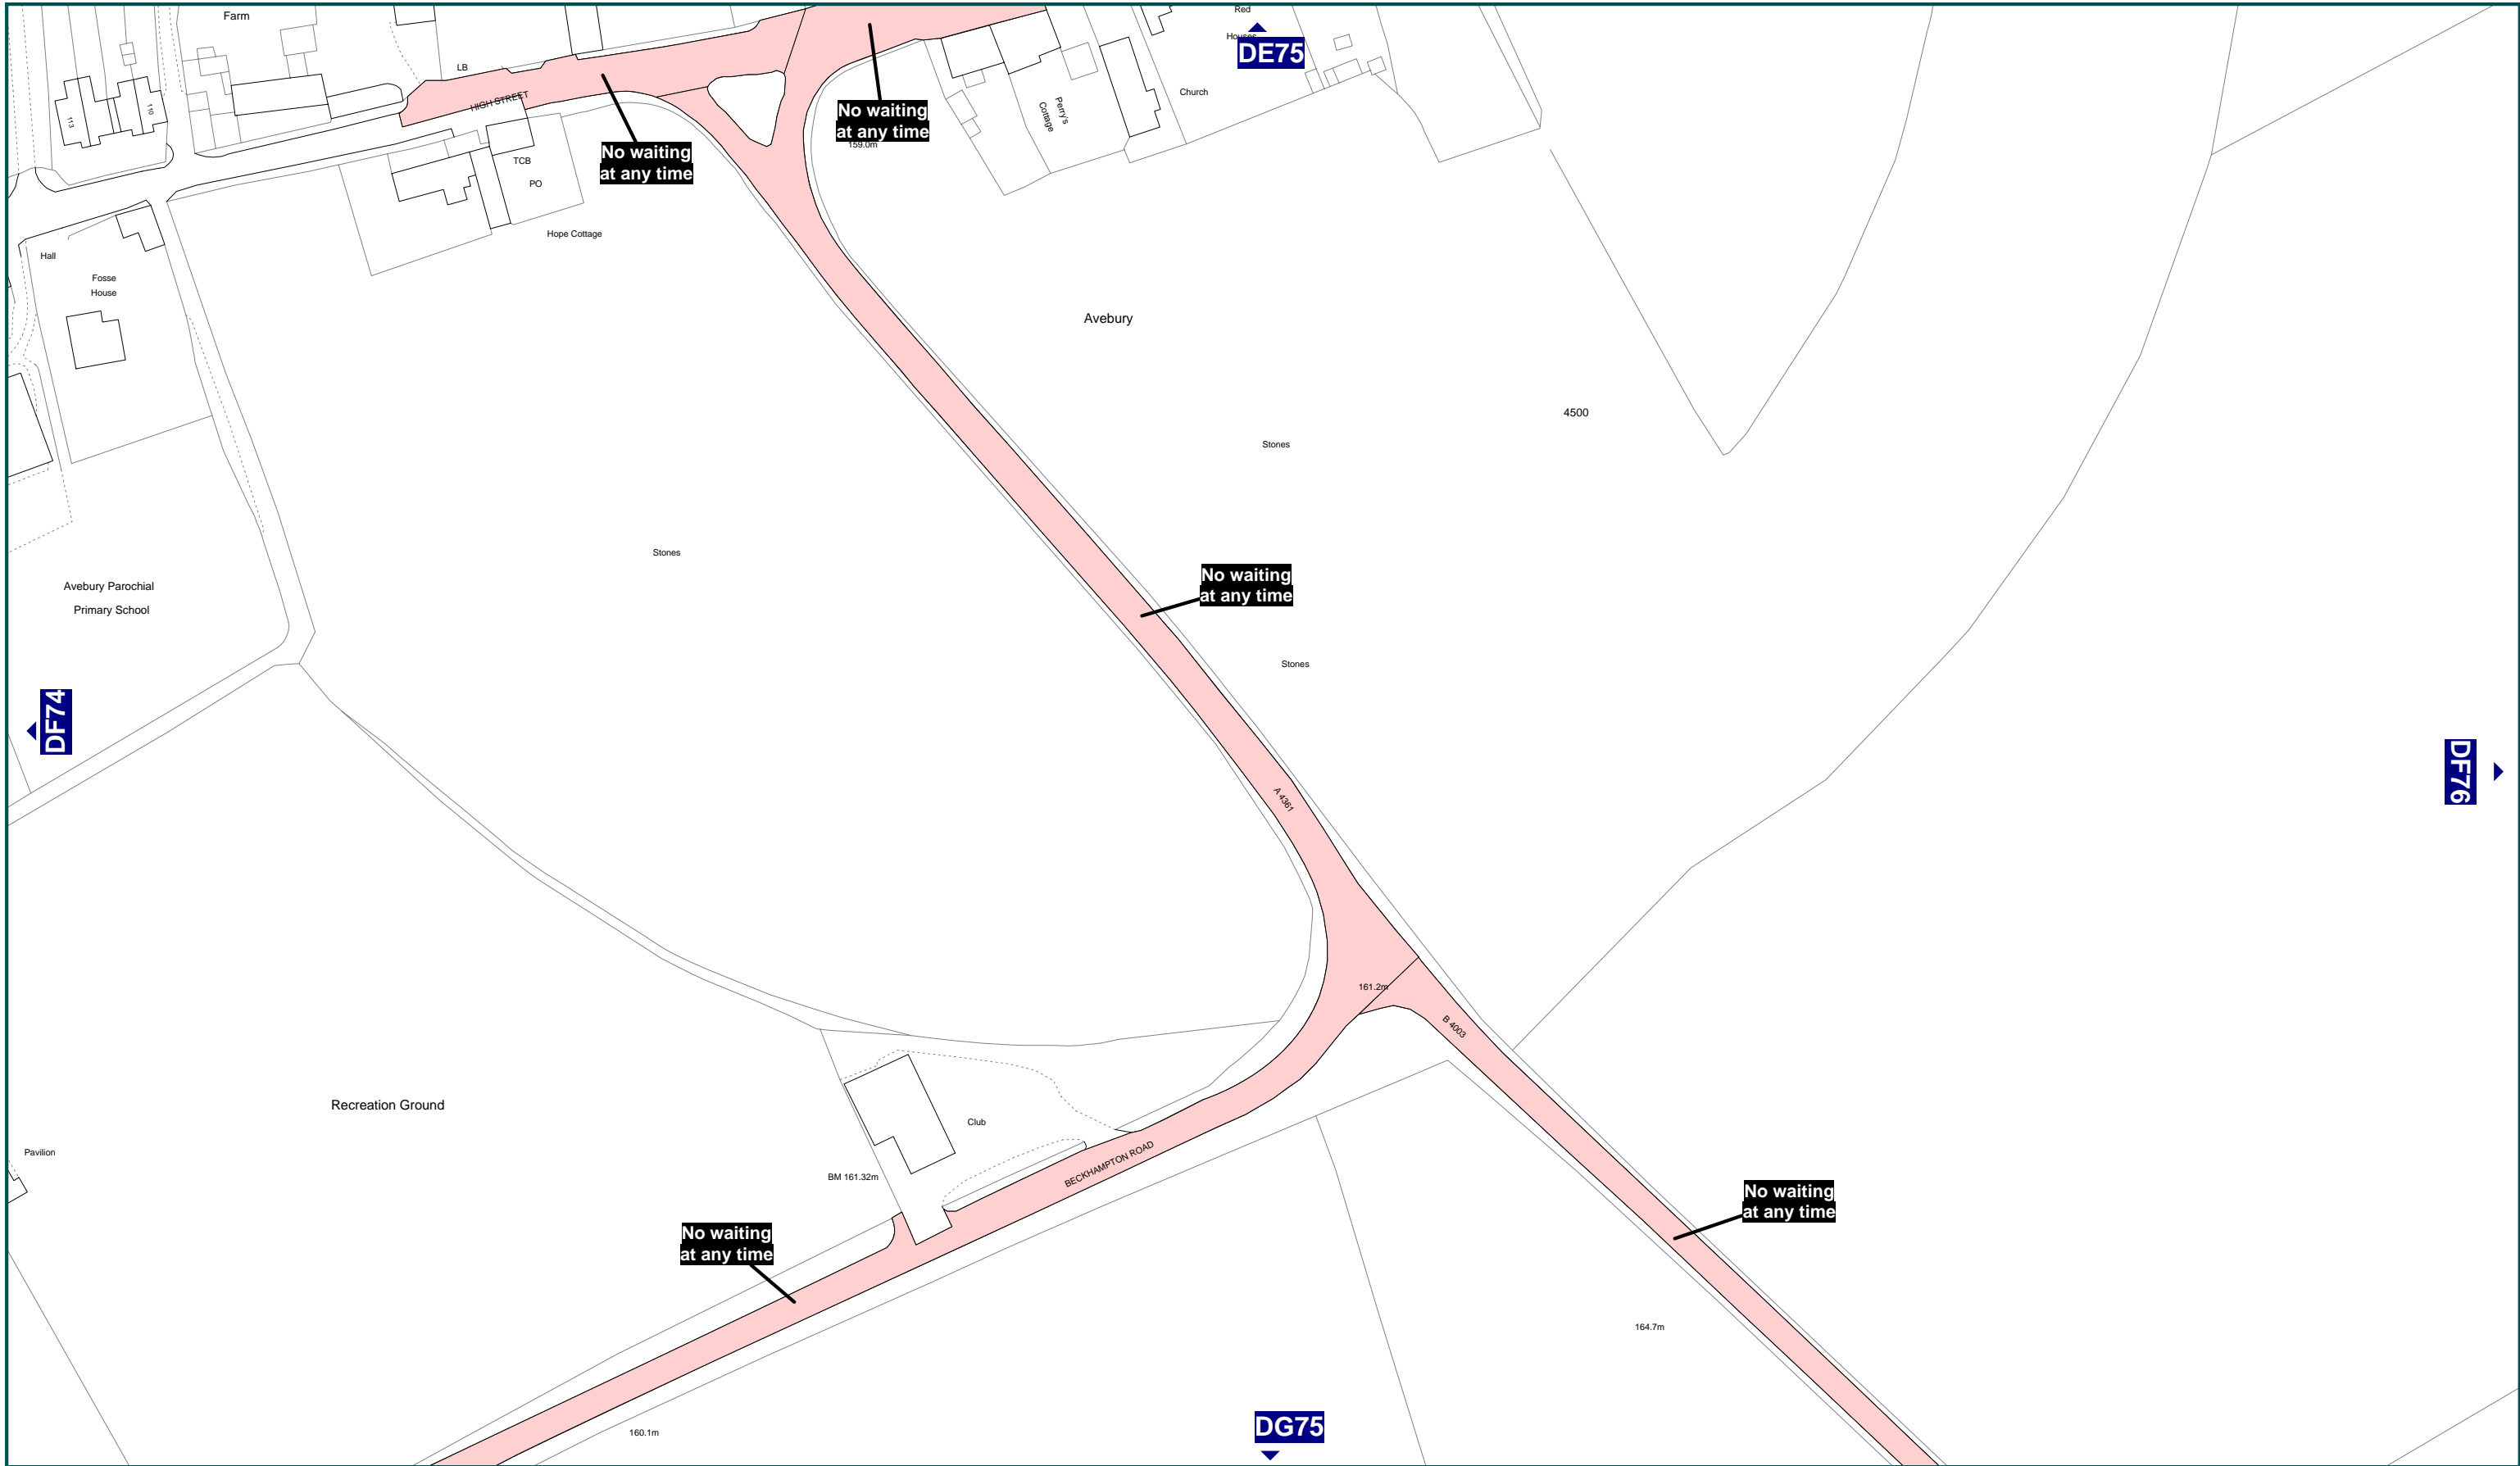 Farm
Red
Houses
DE75
LB
HIGH STREET
113
110
No waiting
at any time
159.0m
Church
Perry's
Cottage
No waiting
at any time
TCB
PO
Hope Cottage
Hall
Fosse
House
Avebury
4500
Stones
Stones
Avebury Parochial
Primary School
No waiting
at any time
Stones
DF74
DF76
A 4361
161.2m
B 4003
Recreation Ground
Club
Pavilion
BM 161.32m
BECKHAMPTON ROAD
No waiting
at any time
No waiting
at any time
164.7m
160.1m
DG75